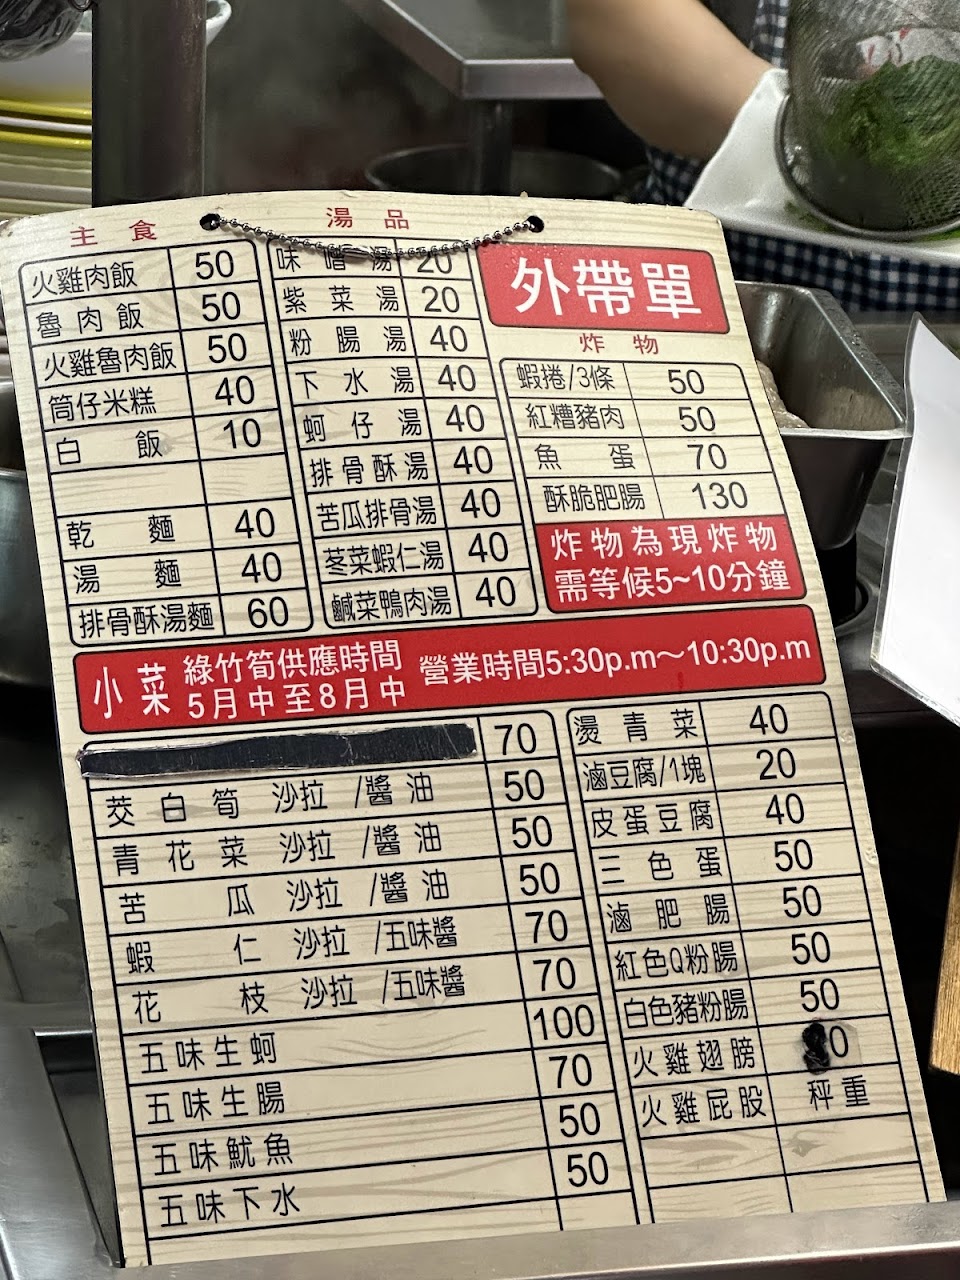 主食
火雞肉飯 50
魯肉飯 50
火雞魯肉飯 50
筒仔米糕 40
白飯 10
乾麵 40
湯麵 40
排骨酥湯麵 60
湯品
味噌湯 20
紫菜湯 20
粉腸湯 40
下水湯 40
蚵仔湯 40
排骨酥湯 40
苦瓜排骨湯 40
茎菜蝦仁湯 40
鹹菜鴨肉湯 40
外帶單
炸物
蝦捲/3條 50
紅糟豬肉 50
魚蛋 70
酥脆肥腸 130
炸物為現炸物
需等候5~10分鐘
小菜
綠竹筍供應時間
5月中至8月中
營業時間5:30p.m～10:30p.m
70
茭白筍 沙拉/醬油 50
青花菜 沙拉/醬油 50
苦瓜 沙拉/醬油 50
蝦仁 沙拉/五味醬 70
花枝 沙拉/五味醬 70
五味生蚵 100
五味生腸 70
五味魷魚 50
五味下水 50
燙青菜 40
滷豆腐/1塊 20
皮蛋豆腐 40
三色蛋 50
滷肥腸 50
紅色Q粉腸 50
白色豬粉腸 50
火雞翅膀
火雞屁股 秤重